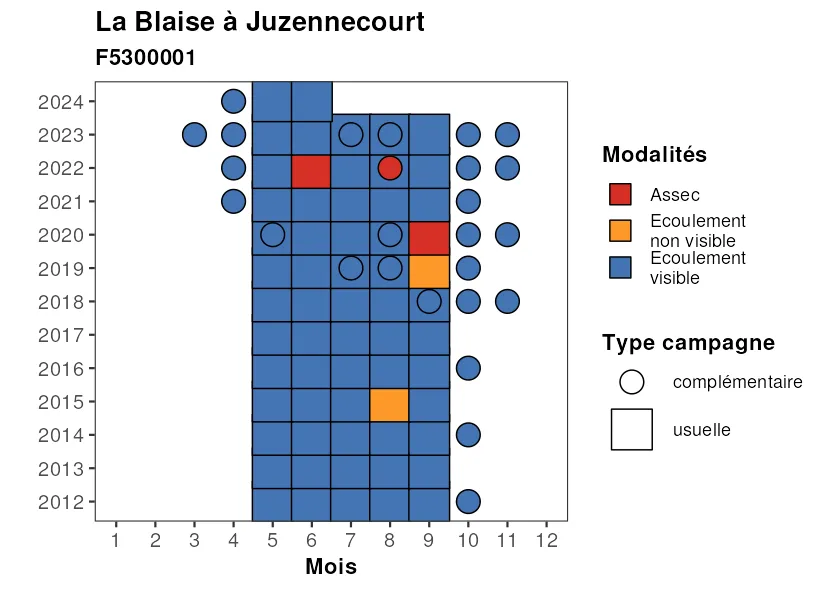 La Blaise à Juzennecourt
F5300001
2024
2023
2022
2021
2020
2019
2018
2017
2016
2015
2014
2013
2012
1 2 3 4 5 6 7 8 9 10 11 12
Mois
Modalités
Assec
Ecoulement
non visible
Ecoulement
visible
Type campagne
complémentaire
usuelle